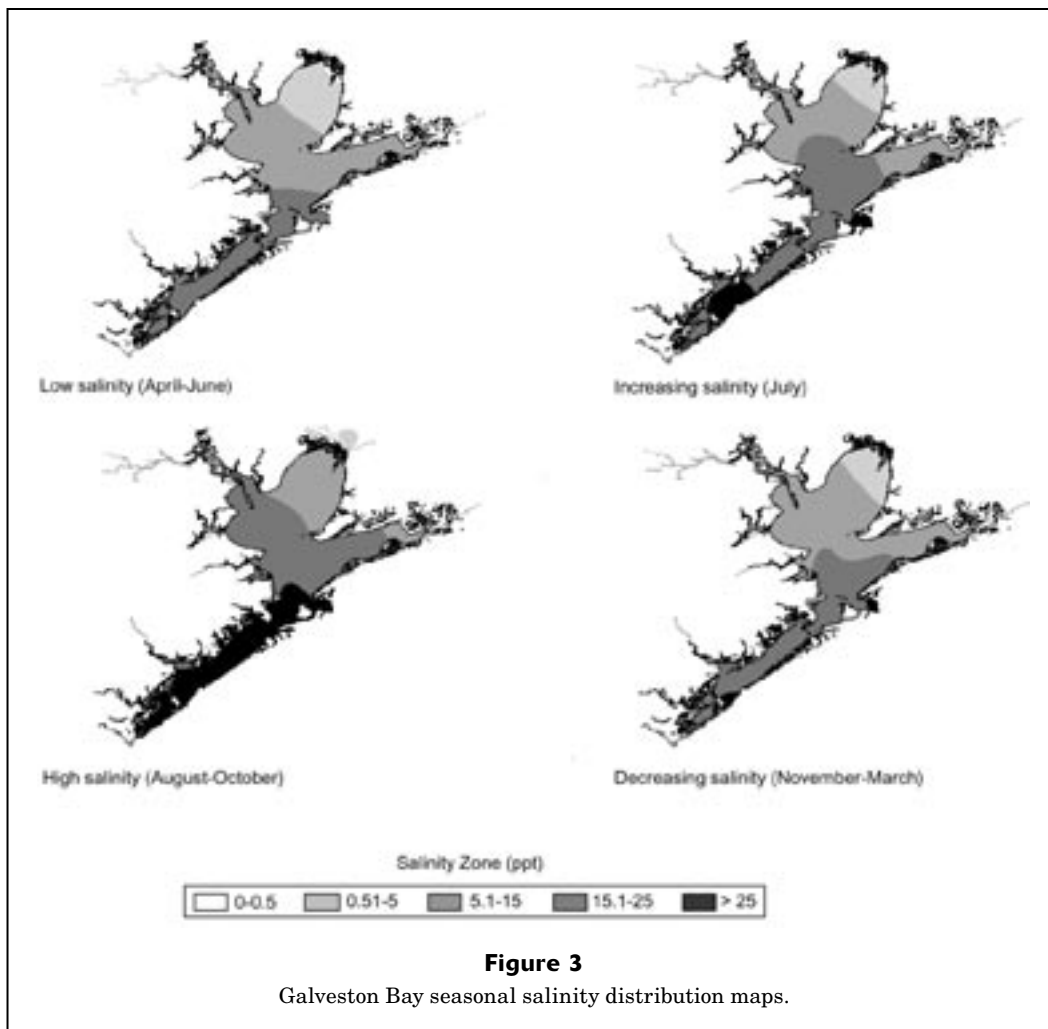 Low salinity (April-June)
Increasing salinity (July)
High salinity (August-October)
Decreasing salinity (November-March)
Salinity Zone (ppt)
0-0.5
0.51-5
5.1-15
15.1-25
> 25
Figure 3
Galveston Bay seasonal salinity distribution maps.